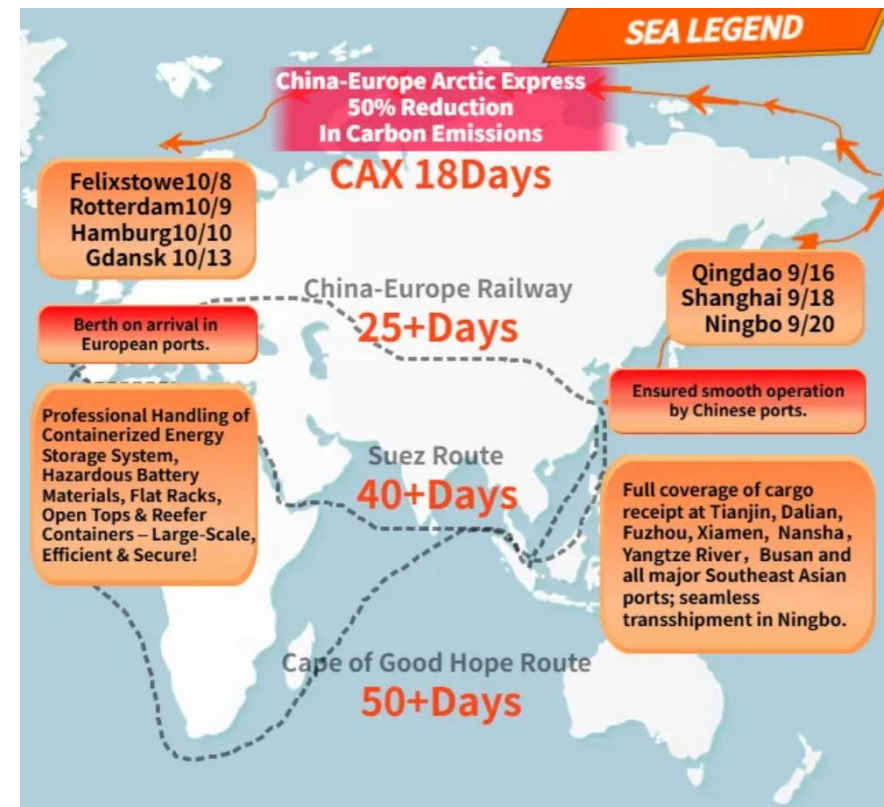 SEA LEGEND
China-Europe Arctic Express
50% Reduction
In Carbon Emissions
CAX 18Days
Felixstowe10/8
Rotterdam10/9
Hamburg10/10
Gdansk 10/13
Qingdao 9/16
Shanghai 9/18
Ningbo 9/20
China-Europe Railway
25+Days
Berth on arrival in
European ports.
Ensured smooth operation
by Chinese ports.
Professional Handling of
Containerized Energy
Storage System,
Hazardous Battery
Materials, Flat Racks,
Open Tops & Reefer
Containers – Large-Scale,
Efficient & Secure!
Suez Route
40+Days
Full coverage of cargo
receipt at Tianjin, Dalian,
Fuzhou, Xiamen, Nansha,
Yangtze River, Busan and
all major Southeast Asian
ports; seamless
transshipment in Ningbo.
Cape of Good Hope Route
50+Days